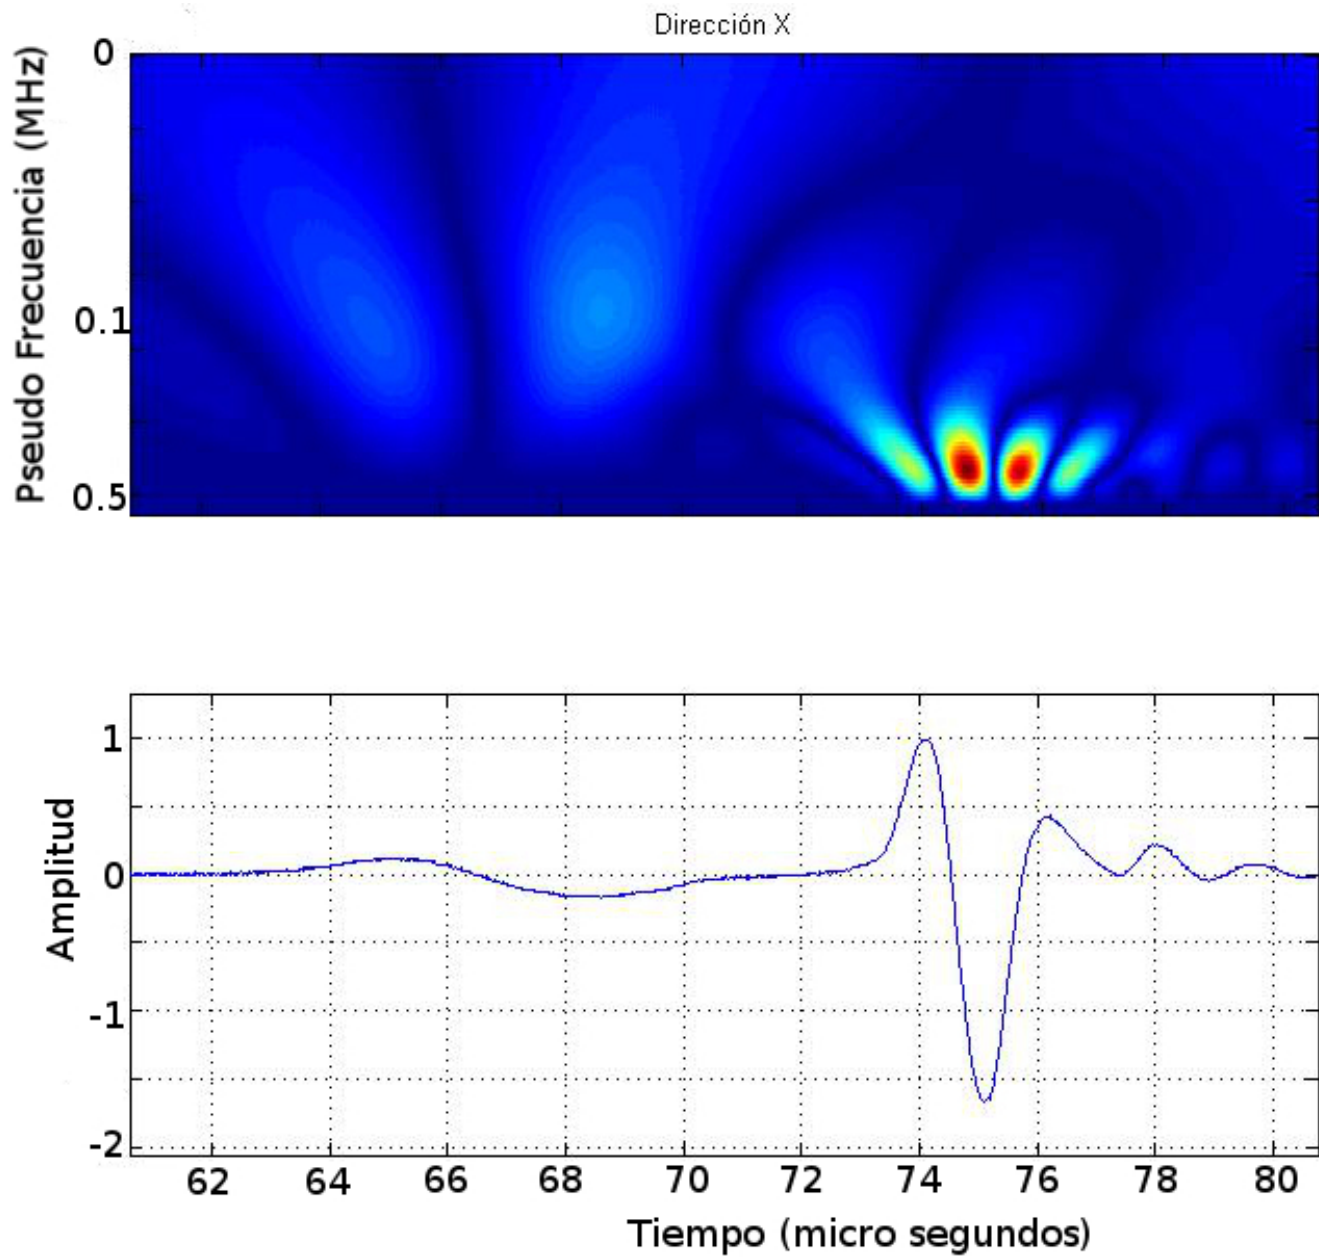 Dirección X
Pseudo Frecuencia (MHz)
0
0.1
0.5
Amplitud
1
0
-1
-2
62 64 66 68 70 72 74 76 78 80
Tiempo (micro segundos)